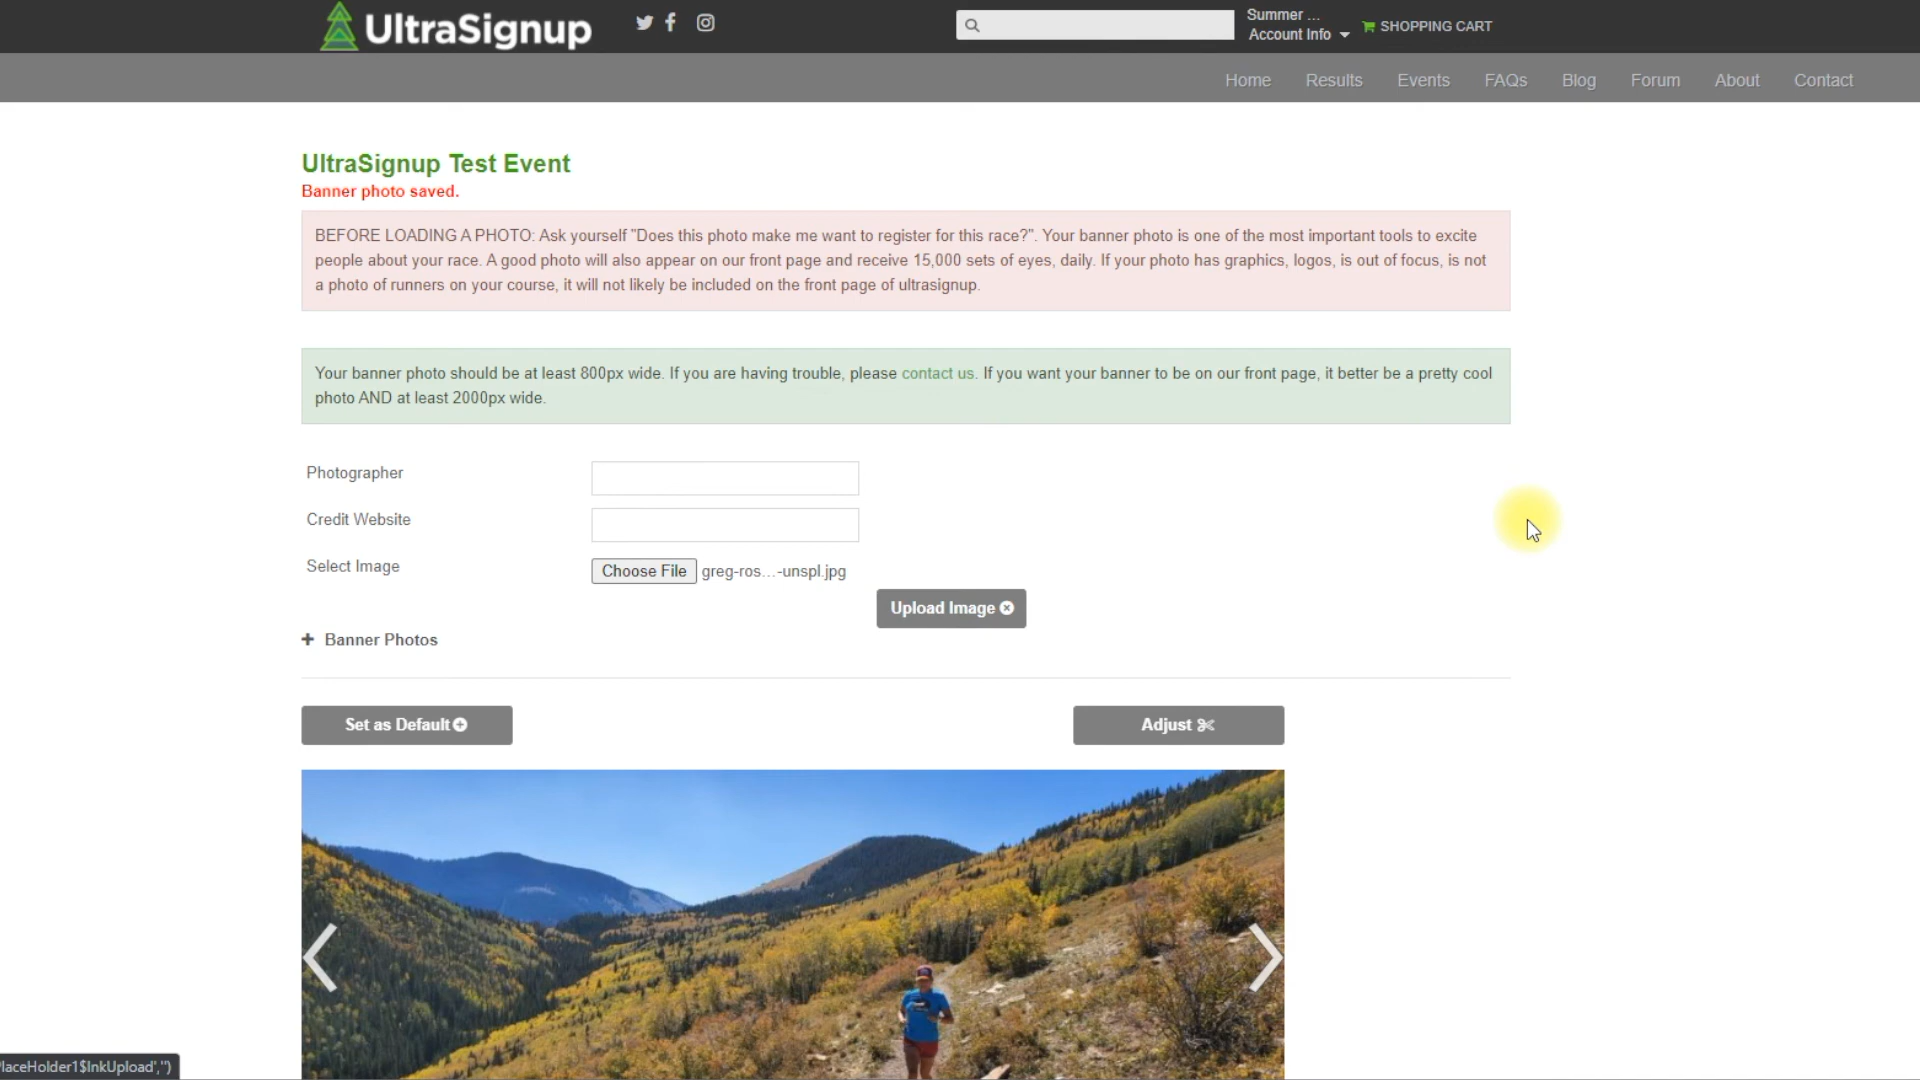 UltraSignup
Summer ...
Account Info
SHOPPING CART
Home Results Events FAQs Blog Forum About Contact
UltraSignup Test Event
Banner photo saved.
BEFORE LOADING A PHOTO: Ask yourself "Does this photo make me want to register for this race?". Your banner photo is one of the most important tools to excite
people about your race. A good photo will also appear on our front page and receive 15,000 sets of eyes, daily. If your photo has graphics, logos, is out of focus, is not
a photo of runners on your course, it will not likely be included on the front page of ultrasignup.
Your banner photo should be at least 800px wide. If you are having trouble, please contact us. If you want your banner to be on our front page, it better be a pretty cool
photo AND at least 2000px wide.
Photographer
Credit Website
Select Image Choose File greg-ros...-unspl.jpg
Upload Image
Banner Photos
Set as Default Adjust
laceHolder1$lnkUpload','')